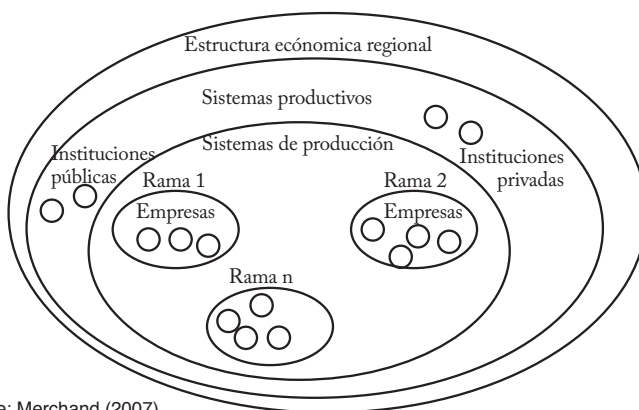 Estructura ecónomica regional
Sistemas productivos
Sistemas de producción
Instituciones
públicas
Instituciones
privadas
Rama 1
Empresas
Rama 2
Empresas
Rama n
e: Merchand (2007)